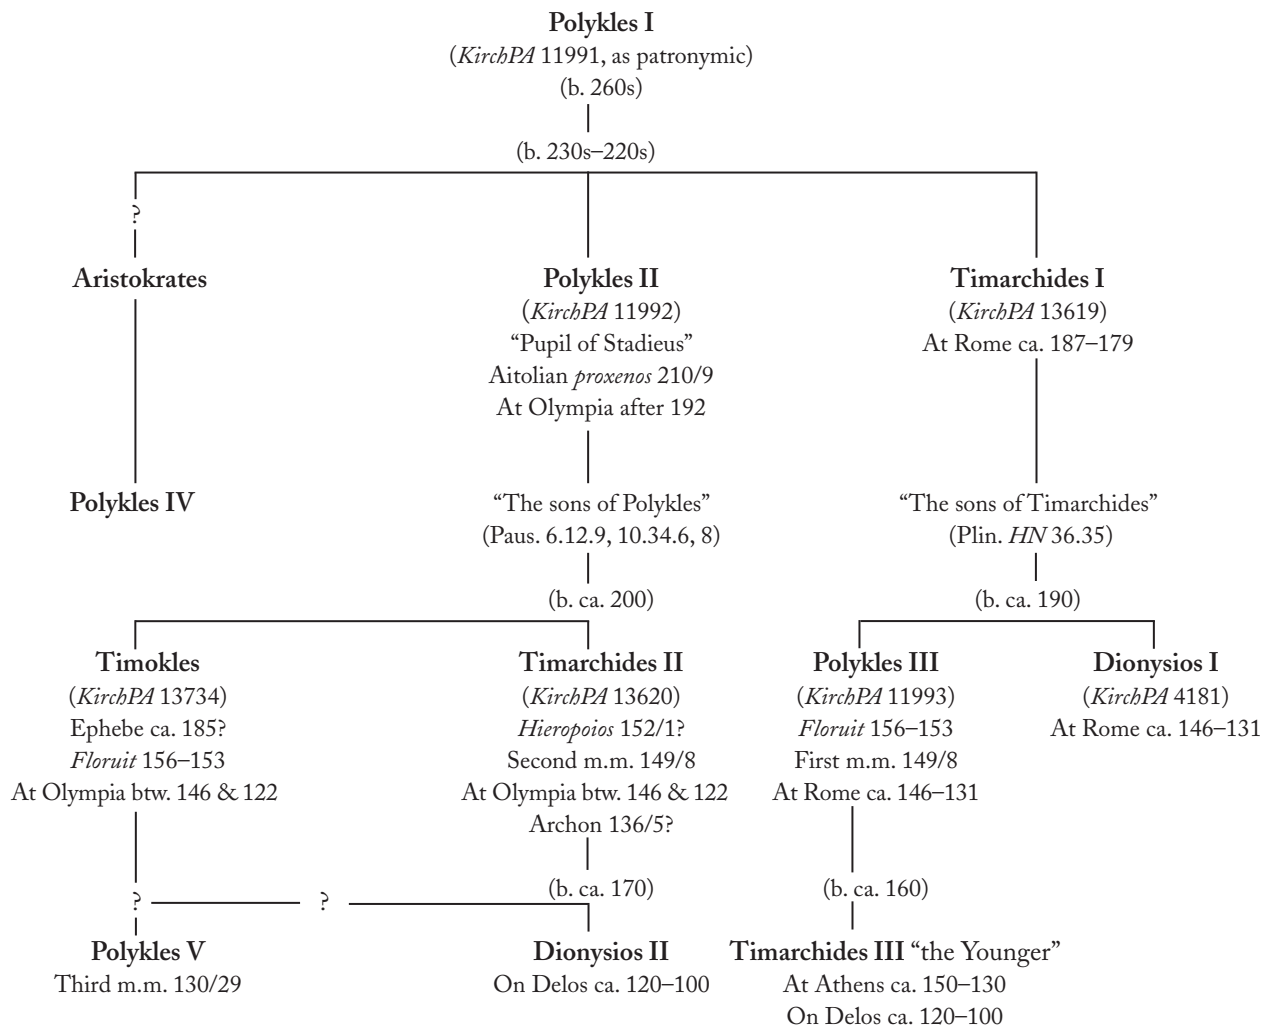 Polykles I
(KirchPA 11991, as patronymic)
(b. 260s)
(b. 230s–220s)
?
Aristokrates
Polykles II
(KirchPA 11992)
“Pupil of Stadieus”
Aitolian proxenos 210/9
At Olympia after 192
Timarchides I
(KirchPA 13619)
At Rome ca. 187–179
Polykles IV
“The sons of Polykles”
(Paus. 6.12.9, 10.34.6, 8)
(b. ca. 200)
“The sons of Timarchides”
(Plin. HN 36.35)
(b. ca. 190)
Timokles
(KirchPA 13734)
Ephebe ca. 185?
Floruit 156–153
At Olympia btw. 146 & 122
Timarchides II
(KirchPA 13620)
Hieropoios 152/1?
Second m.m. 149/8
At Olympia btw. 146 & 122
Archon 136/5?
Polykles III
(KirchPA 11993)
Floruit 156–153
First m.m. 149/8
At Rome ca. 146–131
Dionysios I
(KirchPA 4181)
At Rome ca. 146–131
(b. ca. 170)
(b. ca. 160)
? ?
Polykles V
Third m.m. 130/29
Dionysios II
On Delos ca. 120–100
Timarchides III “the Younger”
At Athens ca. 150–130
On Delos ca. 120–100